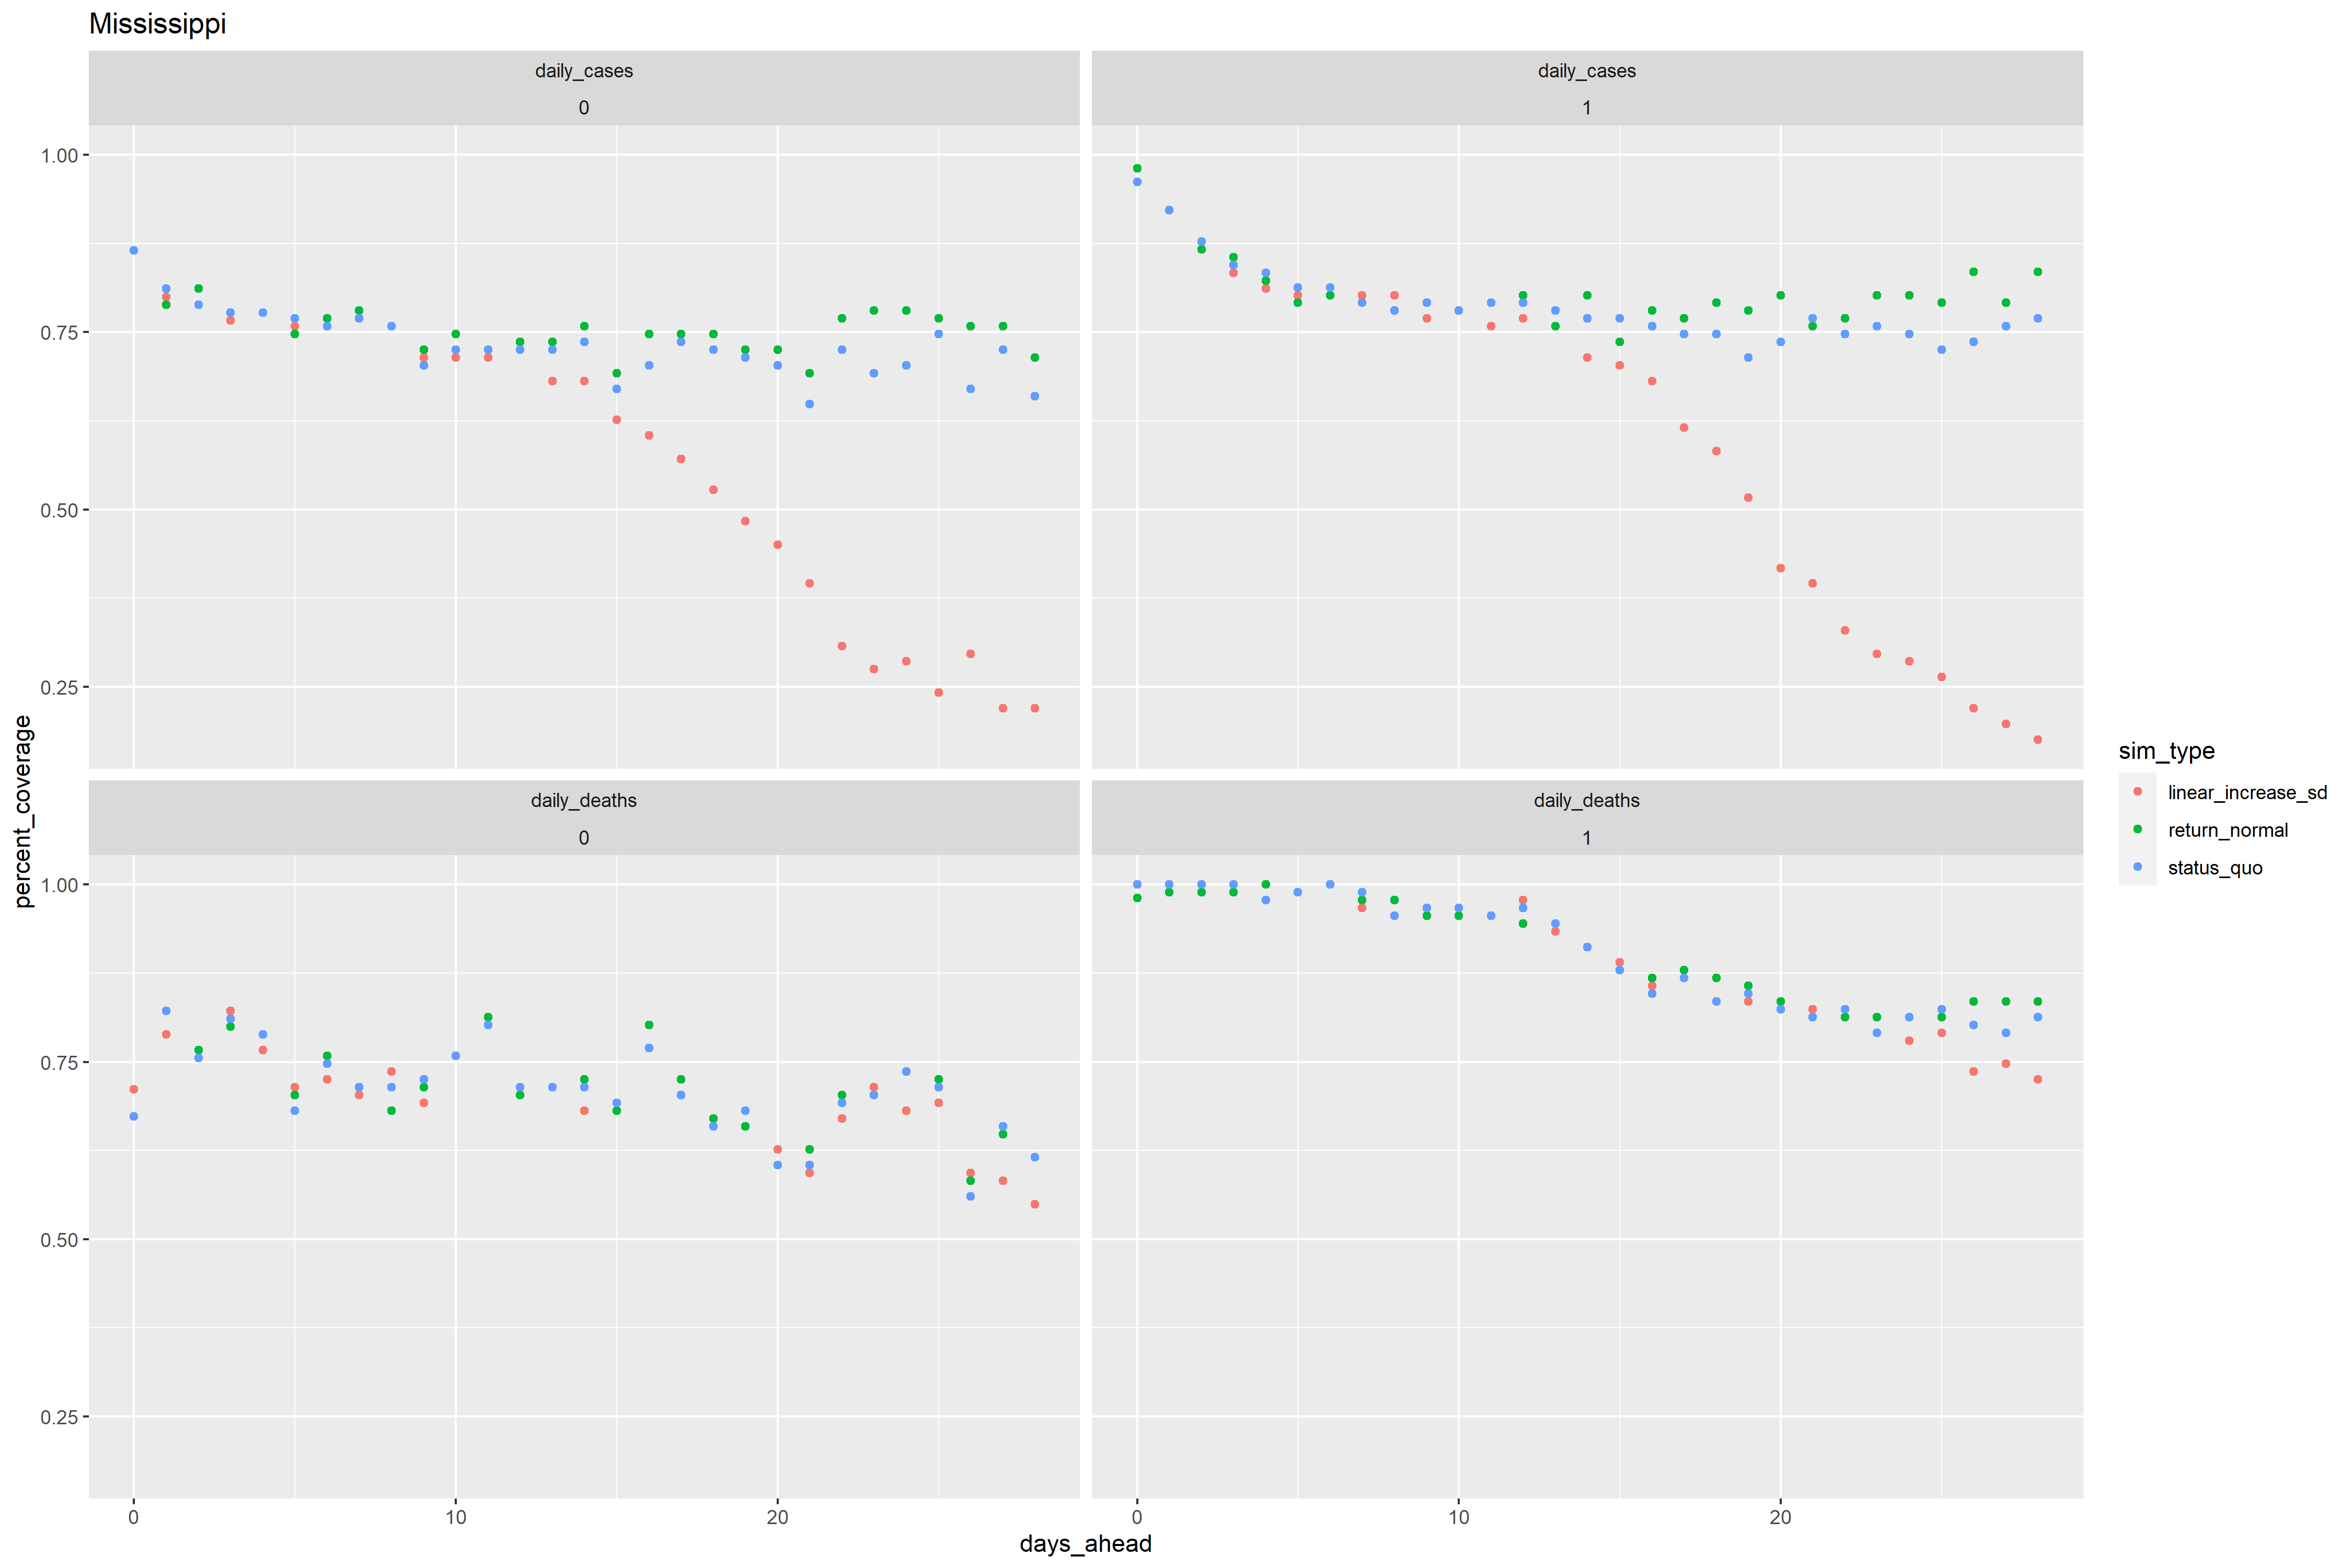 Mississippi
daily_cases
0
daily_cases
1
1.00
0.75
0.50
0.25
daily_deaths
0
daily_deaths
1
1.00
0.75
0.50
0.25
0
10
20
0
10
20
days_ahead
percent_coverage
sim_type
linear_increase_sd
return_normal
status_quo